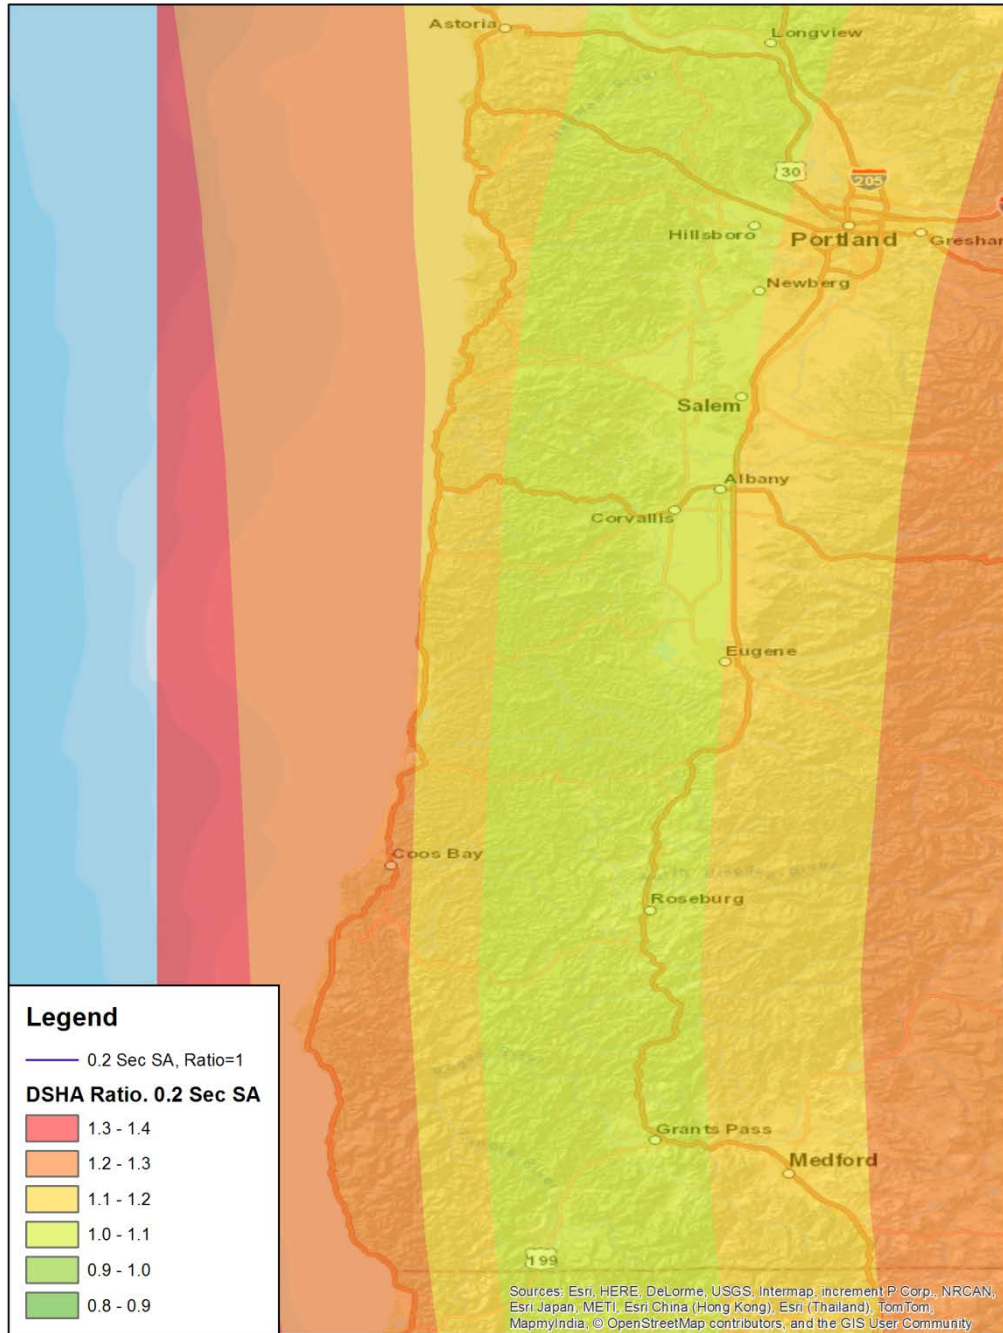 Astoria
Longview
30
205
Hillsboro
Portland
Gresham
Newberg
Salem
Albany
Corvallis
Eugene
Coos Bay
Roseburg
Grants Pass
Medford
199
Legend
0.2 Sec SA, Ratio=1
DSHA Ratio. 0.2 Sec SA
1.3 - 1.4
1.2 - 1.3
1.1 - 1.2
1.0 - 1.1
0.9 - 1.0
0.8 - 0.9
Sources: Esri, HERE, DeLorme, USGS, Intermap, increment P Corp., NRCAN,
Esri Japan, METI, Esri China (Hong Kong), Esri (Thailand), TomTom,
MapmyIndia, © OpenStreetMap contributors, and the GIS User Community